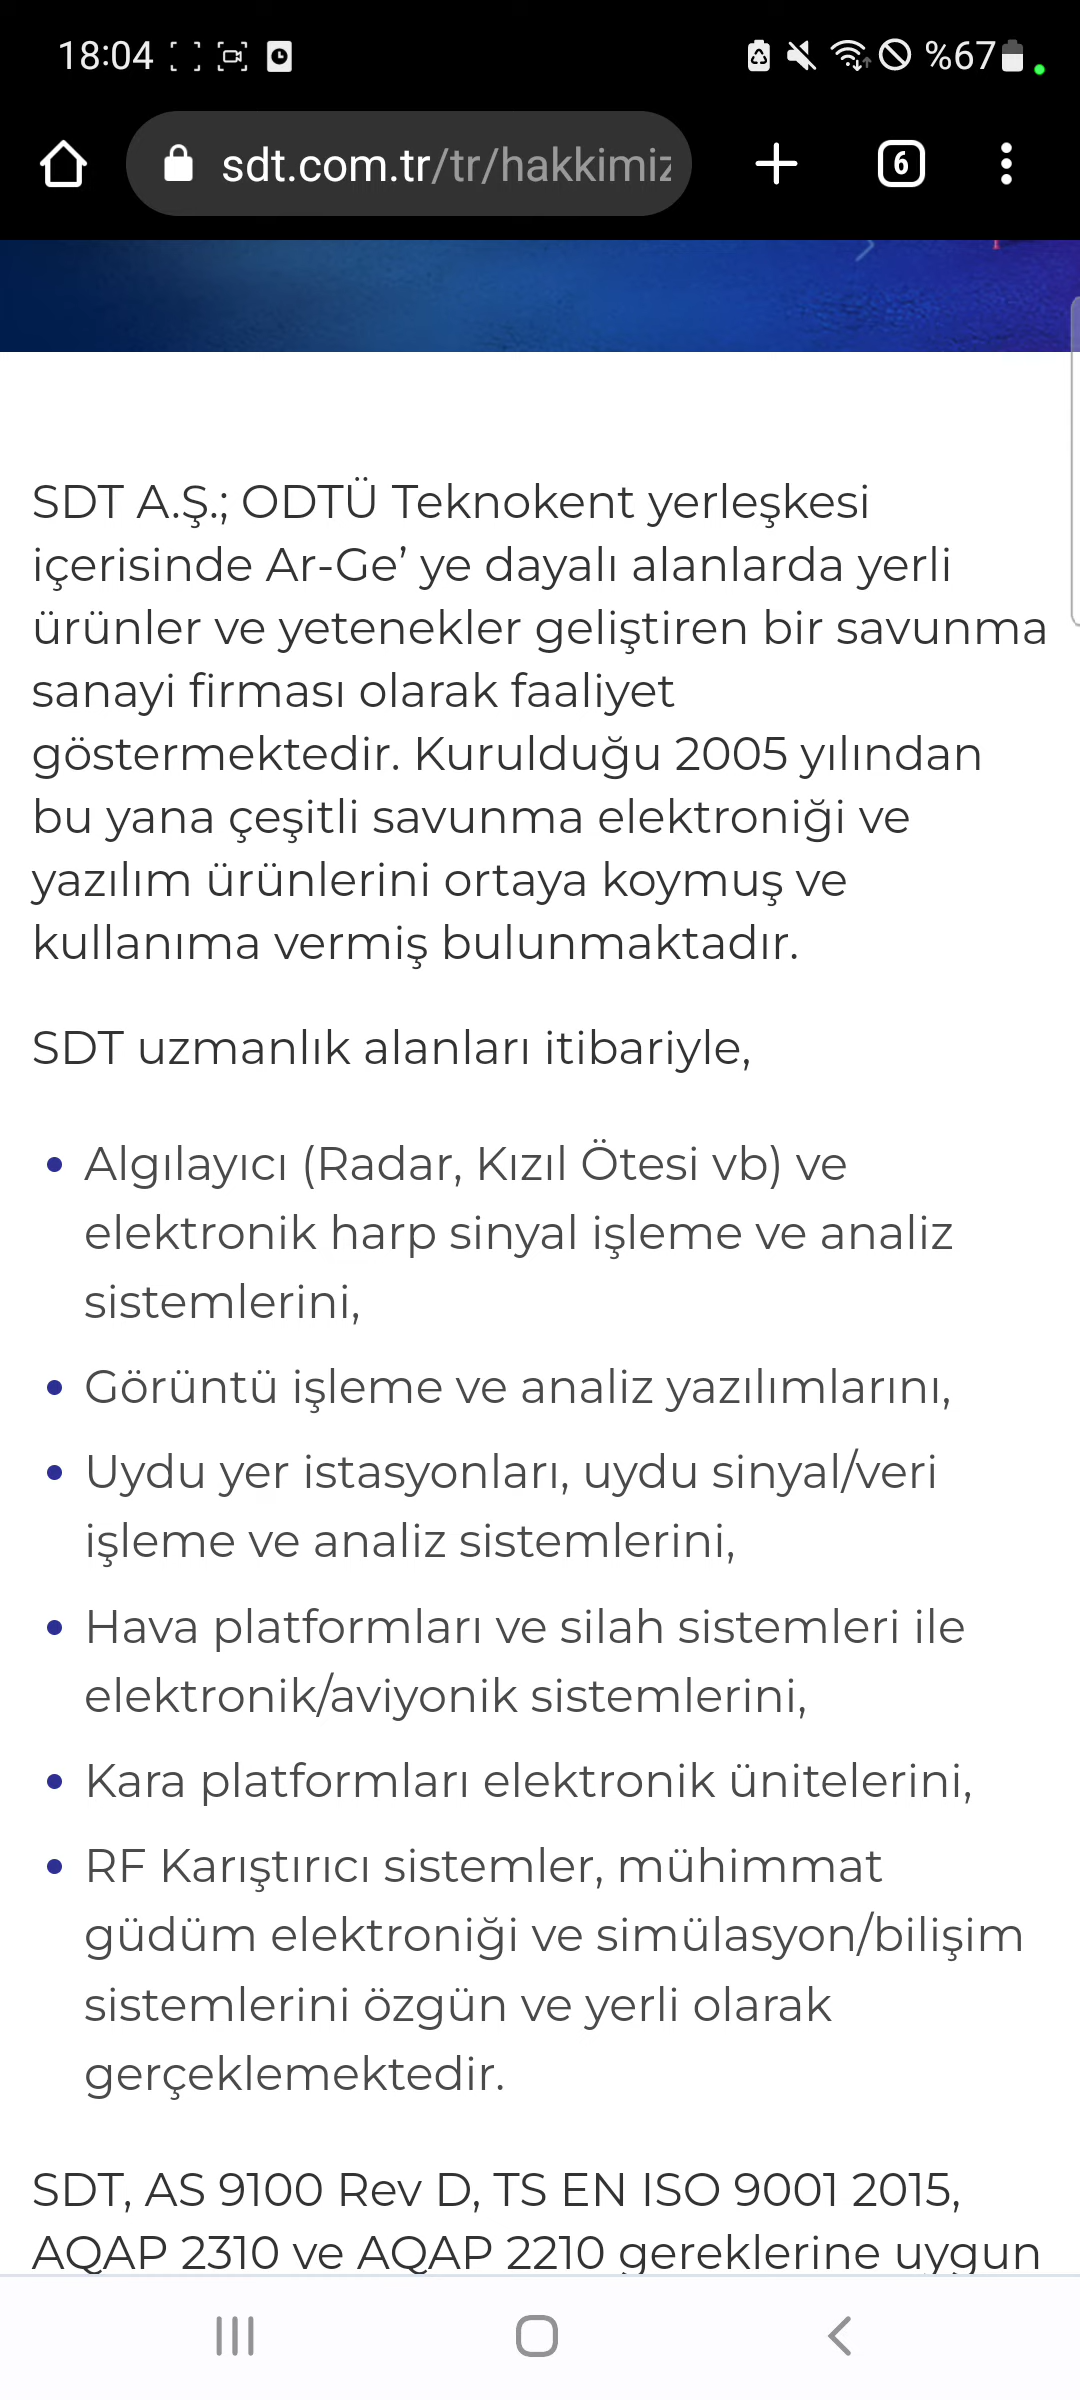 18:04
%67
sdt.com.tr/tr/hakkimiz
6
SDT A.Ş.; ODTÜ Teknokent yerleşkesi
içerisinde Ar-Ge’ ye dayalı alanlarda yerli
ürünler ve yetenekler geliştiren bir savunma
sanayi firması olarak faaliyet
göstermektedir. Kurulduğu 2005 yılından
bu yana çeşitli savunma elektroniği ve
yazılım ürünlerini ortaya koymuş ve
kullanıma vermiş bulunmaktadır.
SDT uzmanlık alanları itibariyle,
• Algılayıcı (Radar, Kızıl Ötesi vb) ve
elektronik harp sinyal işleme ve analiz
sistemlerini,
• Görüntü işleme ve analiz yazılımlarını,
• Uydu yer istasyonları, uydu sinyal/veri
işleme ve analiz sistemlerini,
• Hava platformları ve silah sistemleri ile
elektronik/aviyonik sistemlerini,
• Kara platformları elektronik ünitelerini,
• RF Karıştırıcı sistemler, mühimmat
güdüm elektroniği ve simülasyon/bilişim
sistemlerini özgün ve yerli olarak
gerçeklemektedir.
SDT, AS 9100 Rev D, TS EN ISO 9001 2015,
AQAP 2310 ve AQAP 2210 gereklerine uygun